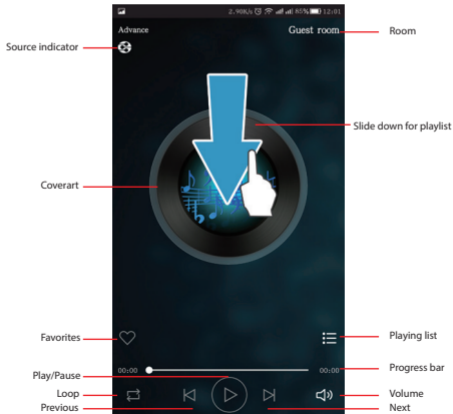 2.90K/s 85% 12:01
Advance
Guest room
Room
Source indicator
Slide down for playlist
Coverart
Favorites
Playing list
00:00
00:00
Progress bar
Play/Pause
Loop
Volume
Previous
Next